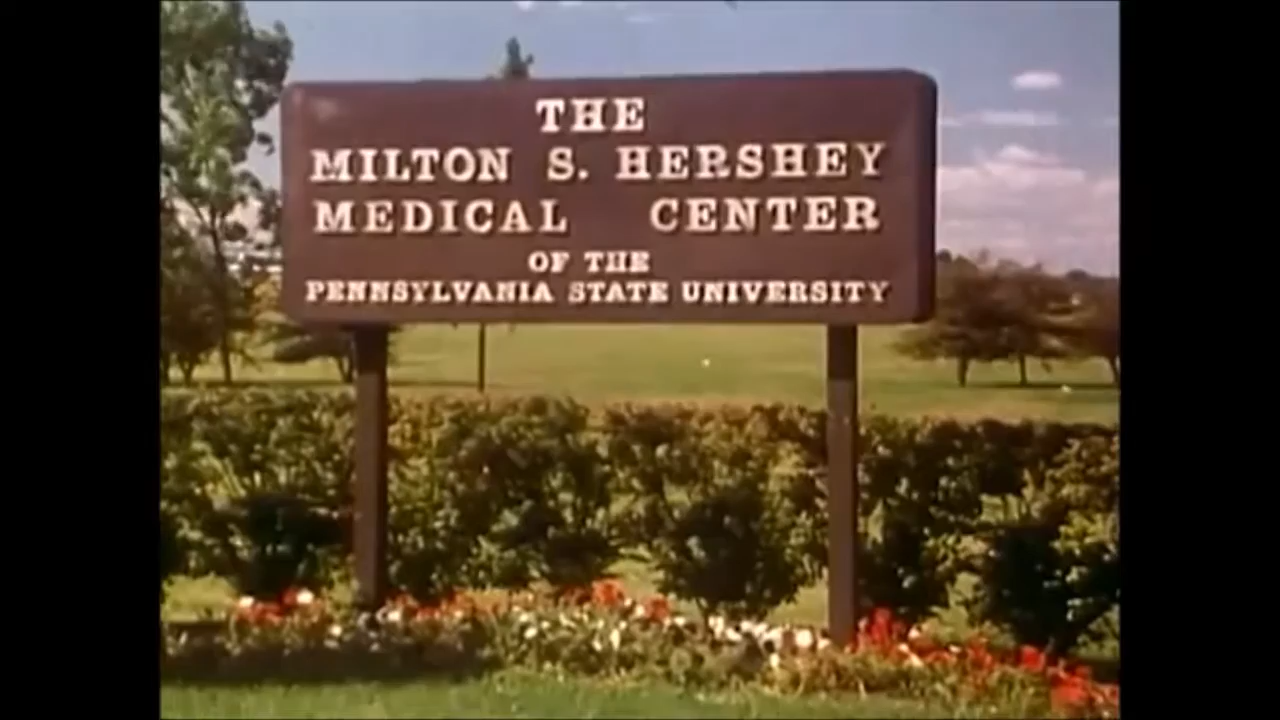 THE
MILTON S. HERSHEY
MEDICAL CENTER
OF THE
PENNSYLVANIA STATE UNIVERSITY